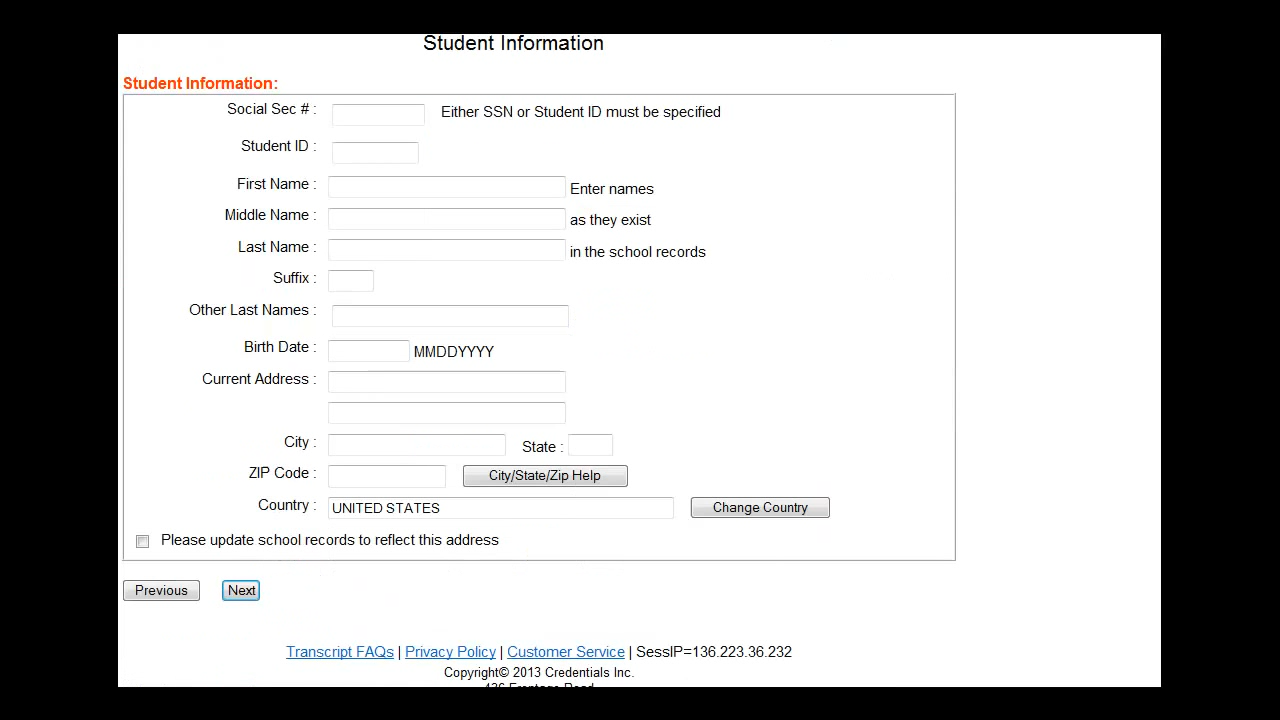 Student Information
Student Information:
Social Sec # : Either SSN or Student ID must be specified
Student ID :
First Name : Enter names
Middle Name : as they exist
Last Name : in the school records
Suffix :
Other Last Names :
Birth Date : MMDDYYYY
Current Address :
City : State :
ZIP Code : City/State/Zip Help
Country : UNITED STATES Change Country
Please update school records to reflect this address
Previous Next
Transcript FAQs | Privacy Policy | Customer Service | SessIP=136.223.36.232
Copyright© 2013 Credentials Inc.
436 Frontage Road